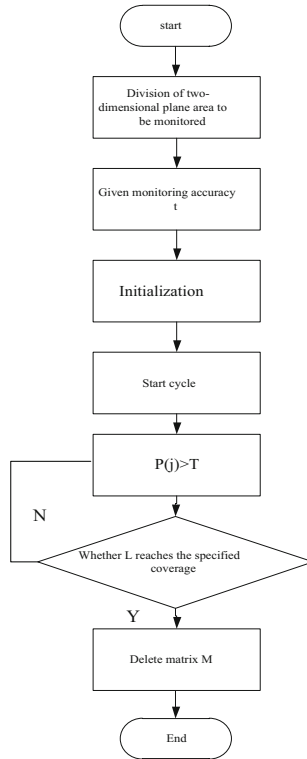 start
Division of two-
dimensional plane area to
be monitored
Given monitoring accuracy
t
Initialization
Start cycle
P(j)>T
N
Whether L reaches the specified
coverage
Y
Delete matrix M
End